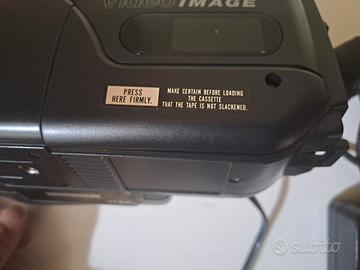 Video IMAGE
PRESS
HERE FIRMLY.
MAKE CERTAIN BEFORE LOADING
THE CASSETTE
THAT THE TAPE IS NOT SLACKENED.
subito